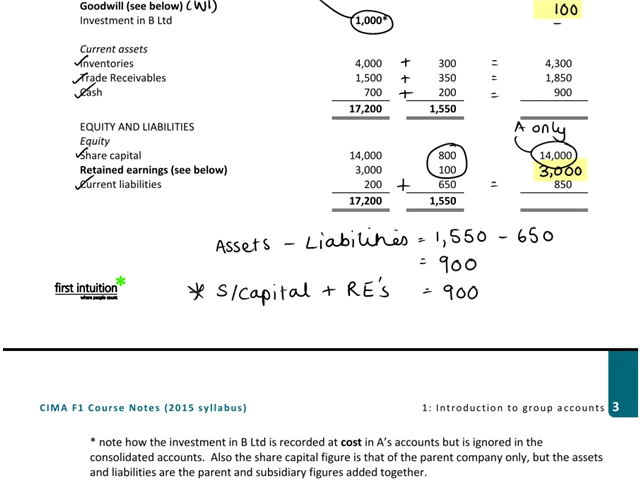 Goodwill (see below) (W1) 100
Investment in B Ltd 1,000* –
Current assets
Inventories 4,000 + 300 = 4,300
Trade Receivables 1,500 + 350 = 1,850
Cash 700 + 200 = 900
17,200 1,550
EQUITY AND LIABILITIES A only
Equity
Share capital 14,000 800 14,000
Retained earnings (see below) 3,000 100 3,000
Current liabilities 200 + 650 = 850
17,200 1,550
Assets - Liabilities = 1,550 - 650
= 900
* S/Capital + RE's = 900
first intuition*
where people count
CIMA F1 Course Notes (2015 syllabus) 1: Introduction to group accounts 3
* note how the investment in B Ltd is recorded at cost in A's accounts but is ignored in the
consolidated accounts. Also the share capital figure is that of the parent company only, but the assets
and liabilities are the parent and subsidiary figures added together.